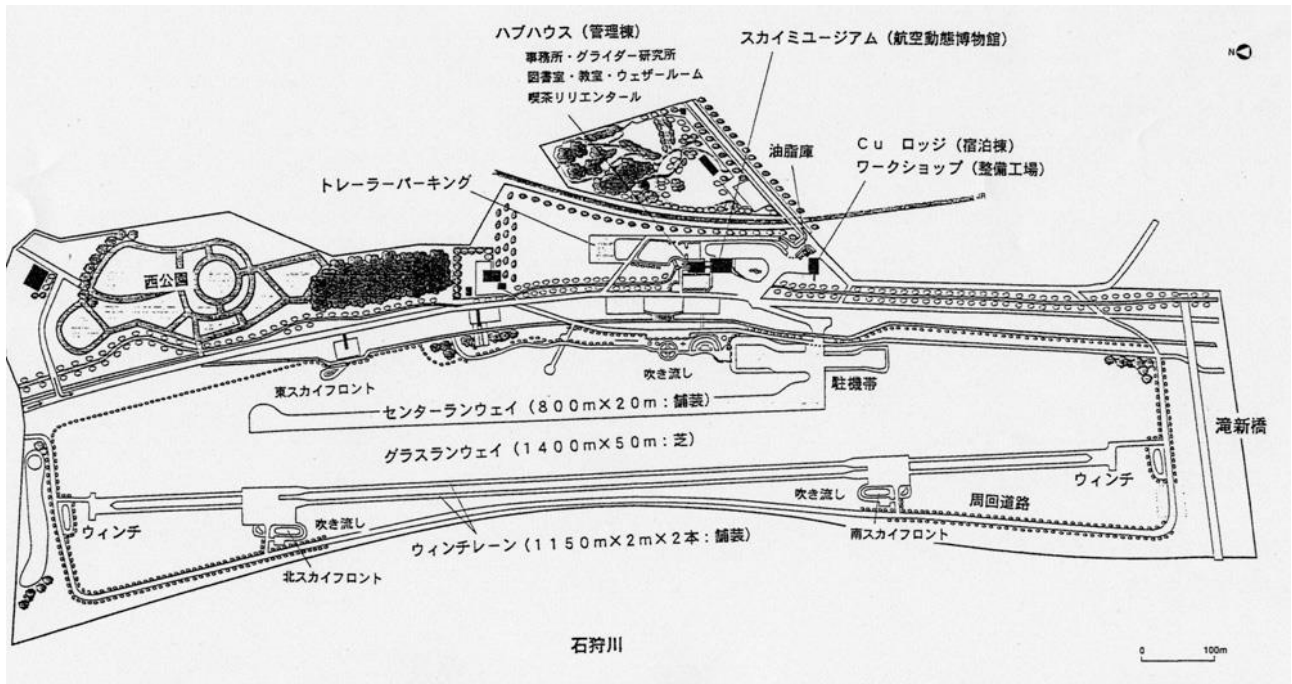 ハブハウス（管理棟）
事務所・グライダー研究所
図書室・教室・ウェザールーム
喫茶リリエンタール
スカイミュージアム（航空動態博物館）
N
油脂庫
Ｃｕ ロッジ（宿泊棟）
ワークショップ（整備工場）
トレーラーパーキング
JR
西公園
東スカイフロント
吹き流し
駐機帯
センターランウェイ（８００ｍ×２０ｍ：舗装）
滝新橋
グラスランウェイ（１４００ｍ×５０ｍ：芝）
ウィンチ
吹き流し
ウィンチレーン（１１５０ｍ×２ｍ×２本：舗装）
吹き流し
南スカイフロント
周回道路
ウィンチ
北スカイフロント
石狩川
0 100m